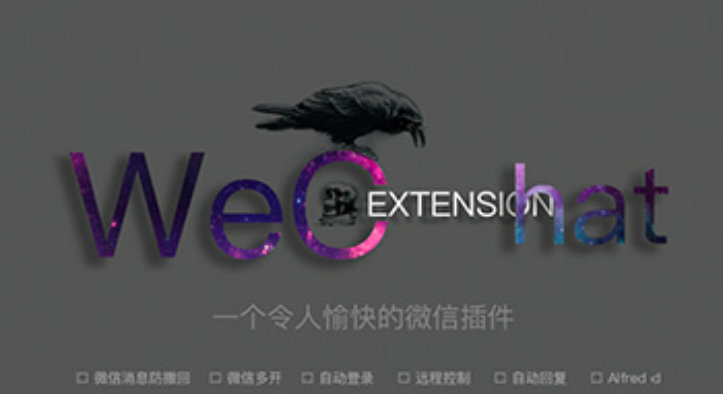 WeChat
EXTENSION
一个令人愉快的微信插件
□ 微信消息防撤回 □ 微信多开 □ 自动登录 □ 远程控制 □ 自动回复 □ Alfred